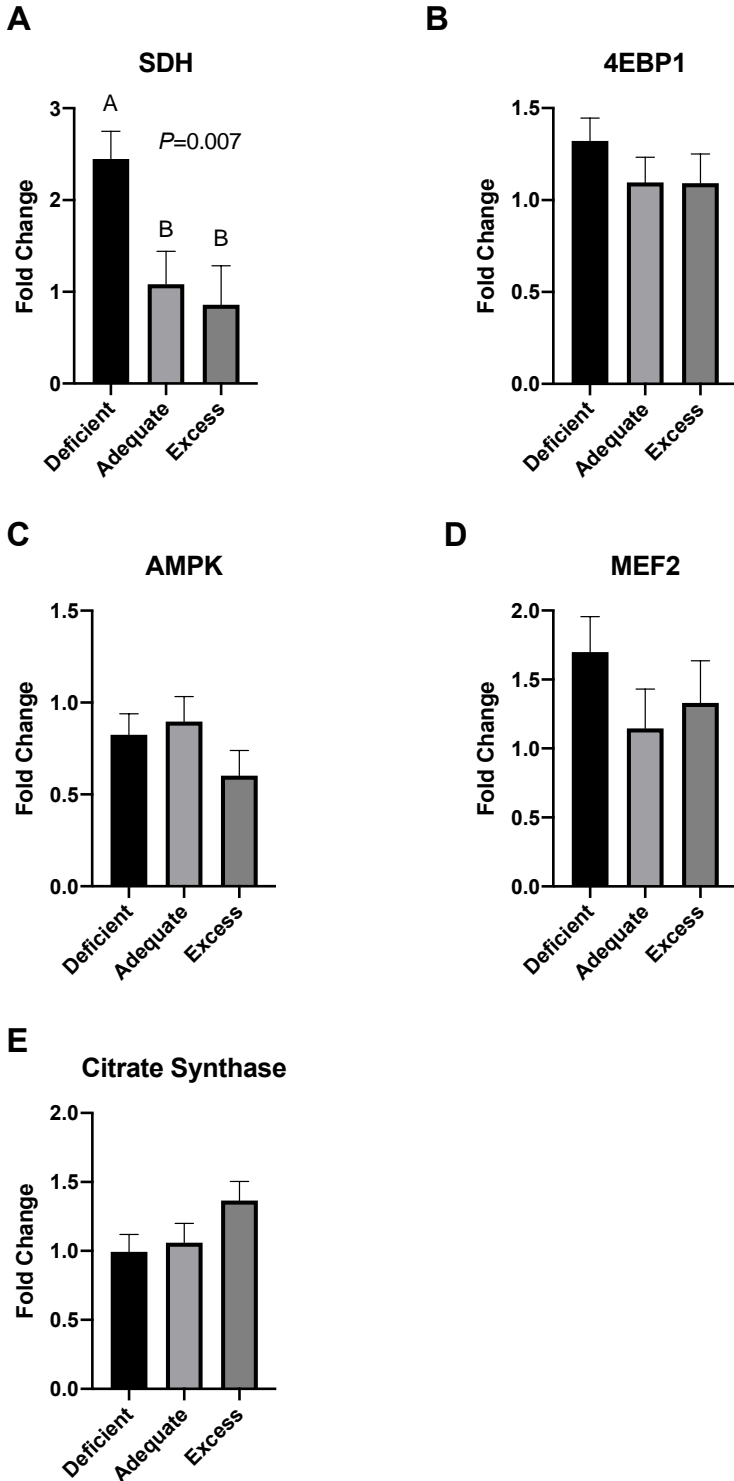 A
SDH
3
2
1
0
Fold Change
A
P=0.007
B
B
Deficient
Adequate
Excess
B
4EBP1
1.5
1.0
0.5
0.0
Fold Change
Deficient
Adequate
Excess
C
AMPK
1.5
1.0
0.5
0.0
Fold Change
Deficient
Adequate
Excess
D
MEF2
2.0
1.5
1.0
0.5
0.0
Fold Change
Deficient
Adequate
Excess
E
Citrate Synthase
2.0
1.5
1.0
0.5
0.0
Fold Change
Deficient
Adequate
Excess